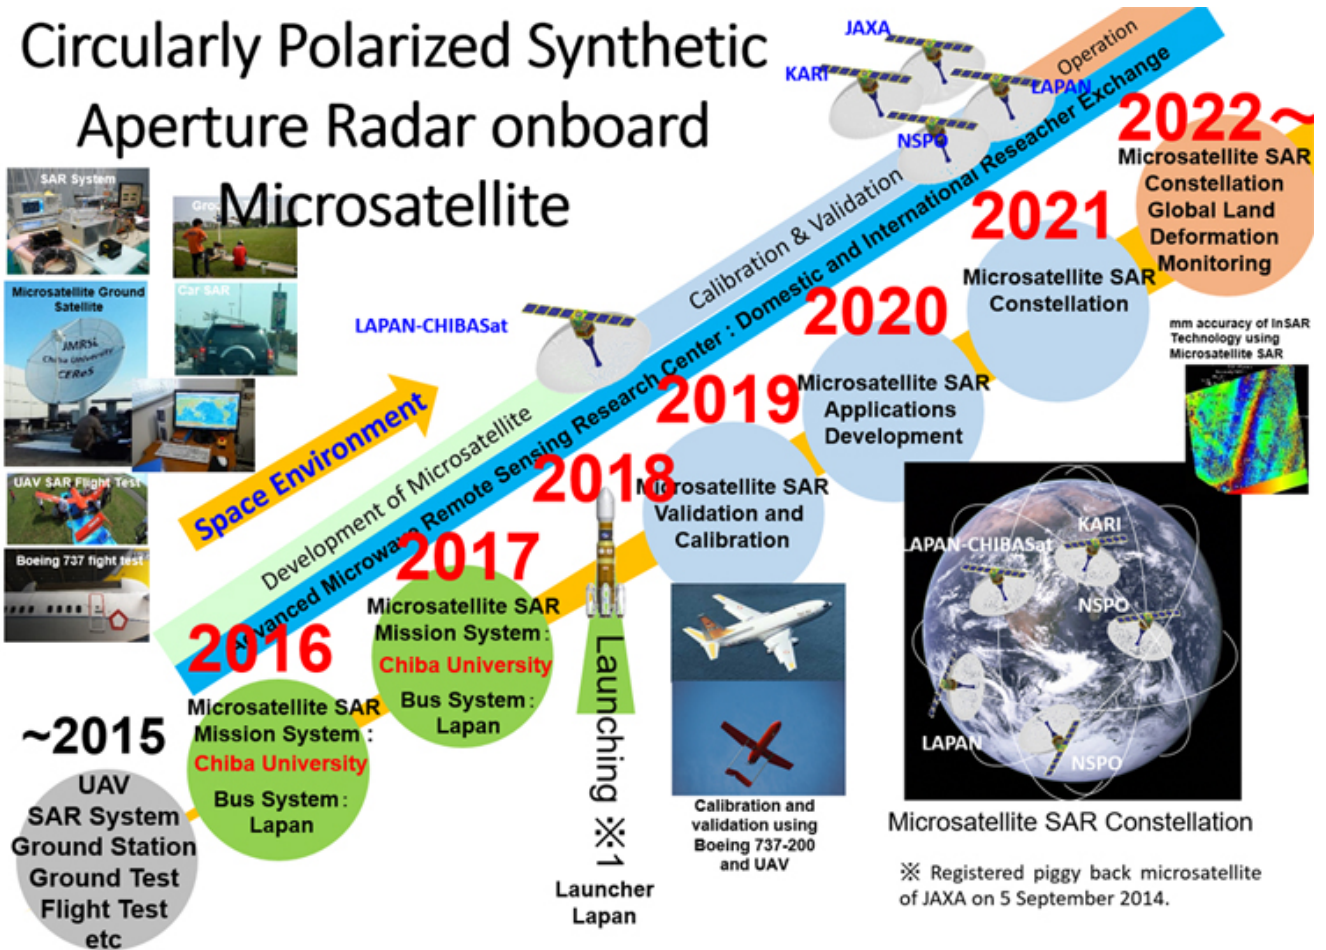 Circularly Polarized Synthetic
Aperture Radar onboard
Microsatellite
SAR System
Car SAR
Microsatellite Ground
Satellite
JMRSL
Chiba University
CEReS
UAV SAR Flight Test
Boeing 737 fight test
Space Environment
LAPAN-CHIBASat
JAXA
KARI
LAPAN
NSPO
Development of Microsatellite
Calibration & Validation
Operation
Advanced Microwave Remote Sensing Research Center : Domestic and International Reseacher Exchange
~2015
UAV
SAR System
Ground Station
Ground Test
Flight Test
etc
2016
Microsatellite SAR
Mission System :
Chiba University
Bus System :
Lapan
2017
Microsatellite SAR
Mission System :
Chiba University
Bus System :
Lapan
2018
Launching ※1
Launcher
Lapan
2019
Microsatellite SAR
Validation and
Calibration
Calibration and
validation using
Boeing 737-200
and UAV
2020
Microsatellite SAR
Applications
Development
2021
Microsatellite SAR
Constellation
2022~
Microsatellite SAR
Constellation
Global Land
Deformation
Monitoring
mm accuracy of InSAR
Technology using
Microsatellite SAR
KARI
LAPAN-CHIBASat
NSPO
LAPAN
NSPO
Microsatellite SAR Constellation
※ Registered piggy back microsatellite
of JAXA on 5 September 2014.